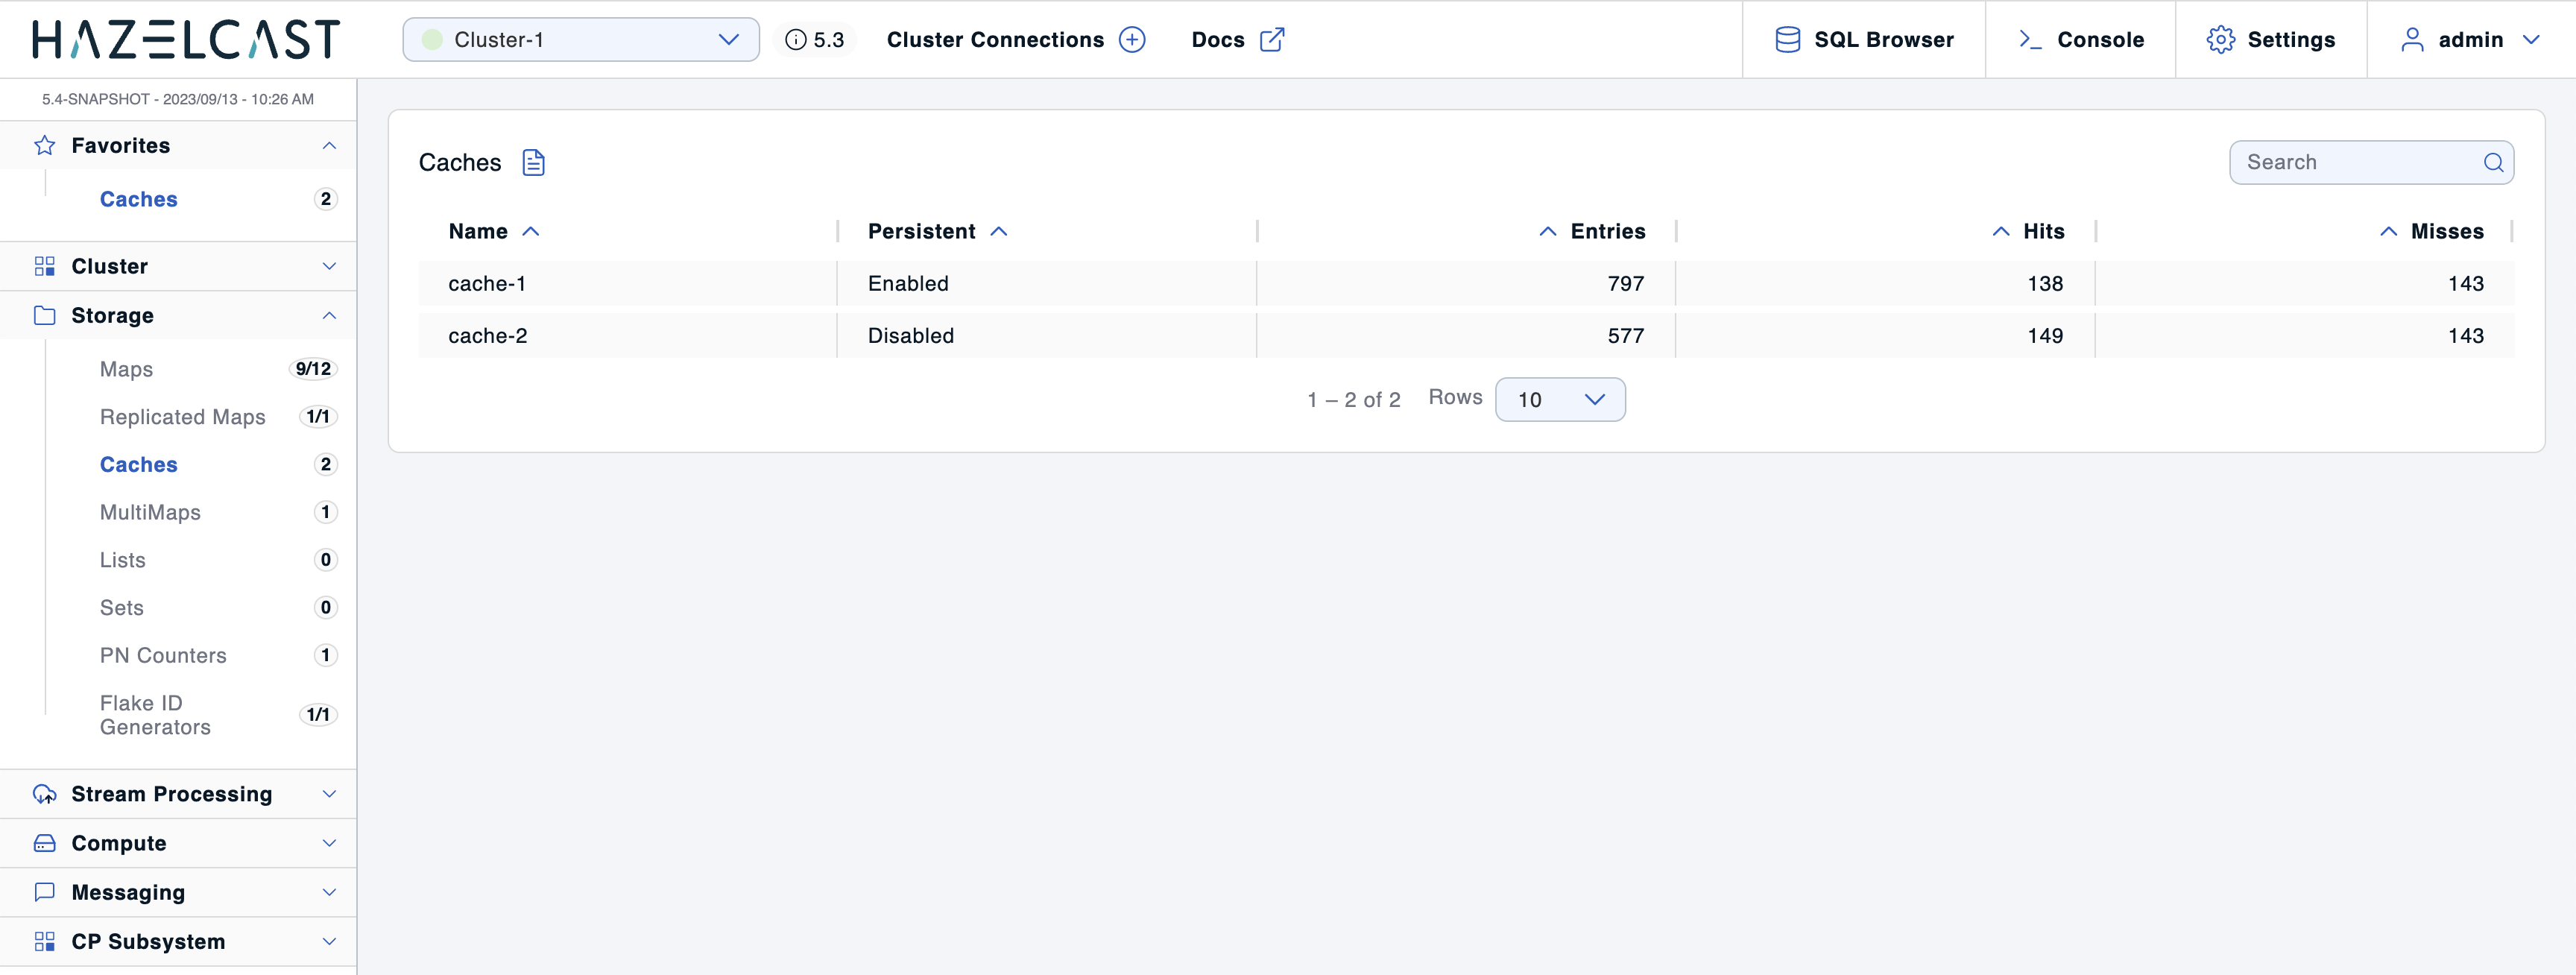 HAZELCAST
Cluster-1
5.3
Cluster Connections
Docs
SQL Browser
Console
Settings
admin
5.4-SNAPSHOT - 2023/09/13 - 10:26 AM
Favorites
Caches 2
Cluster
Storage
Maps 9/12
Replicated Maps 1/1
Caches 2
MultiMaps 1
Lists 0
Sets 0
PN Counters 1
Flake ID
Generators 1/1
Stream Processing
Compute
Messaging
CP Subsystem
Caches
Search
Name Persistent Entries Hits Misses
cache-1 Enabled 797 138 143
cache-2 Disabled 577 149 143
1 – 2 of 2 Rows 10